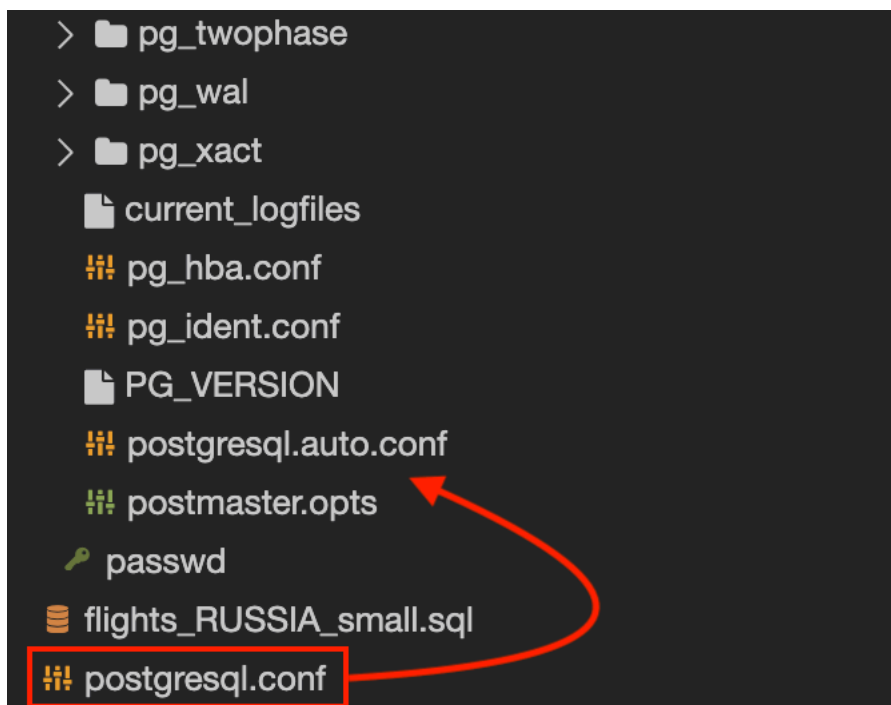 pg_twophase
pg_wal
pg_xact
current_logfiles
pg_hba.conf
pg_ident.conf
PG_VERSION
postgresql.auto.conf
postmaster.opts
passwd
flights_RUSSIA_small.sql
postgresql.conf